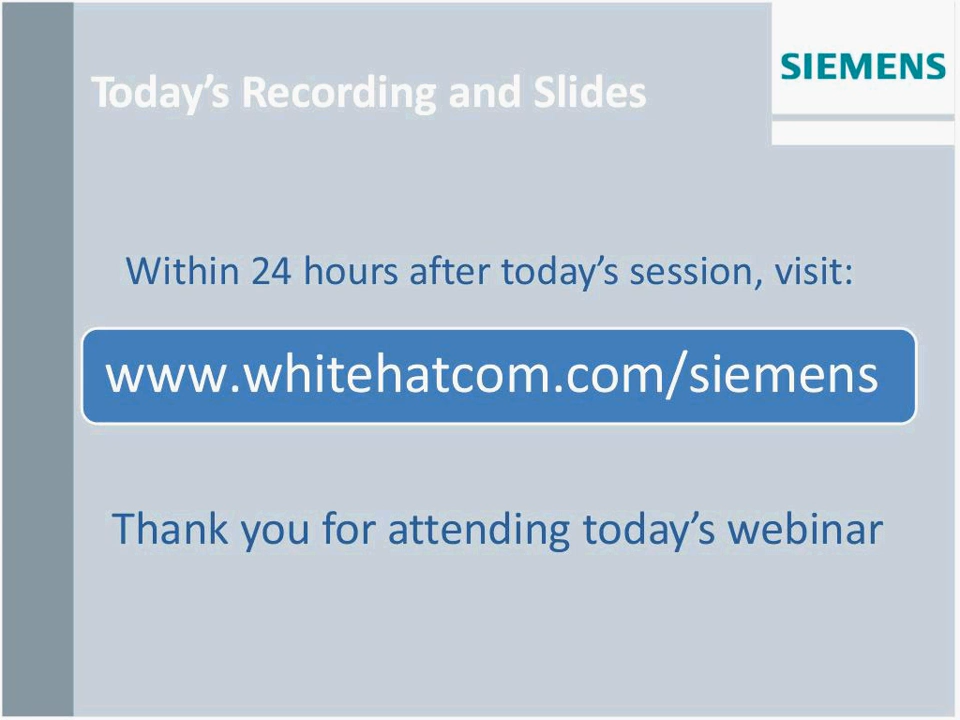 SIEMENS
Today’s Recording and Slides
Within 24 hours after today’s session, visit:
www.whitehatcom.com/siemens
Thank you for attending today’s webinar